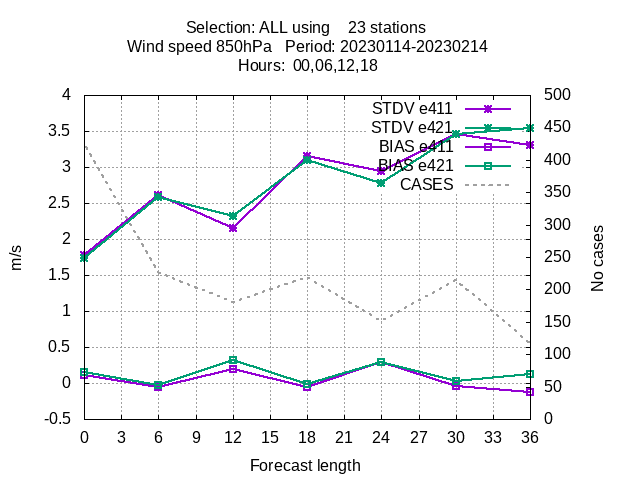 Selection: ALL using    23 stations
Wind speed 850hPa   Period: 20230114-20230214
Hours:  00,06,12,18
STDV e411
STDV e421
BIAS e411
BIAS e421
CASES
4
3.5
3
2.5
2
1.5
1
0.5
0
-0.5
m/s
500
450
400
350
300
250
200
150
100
50
0
No cases
0 3 6 9 12 15 18 21 24 27 30 33 36
Forecast length